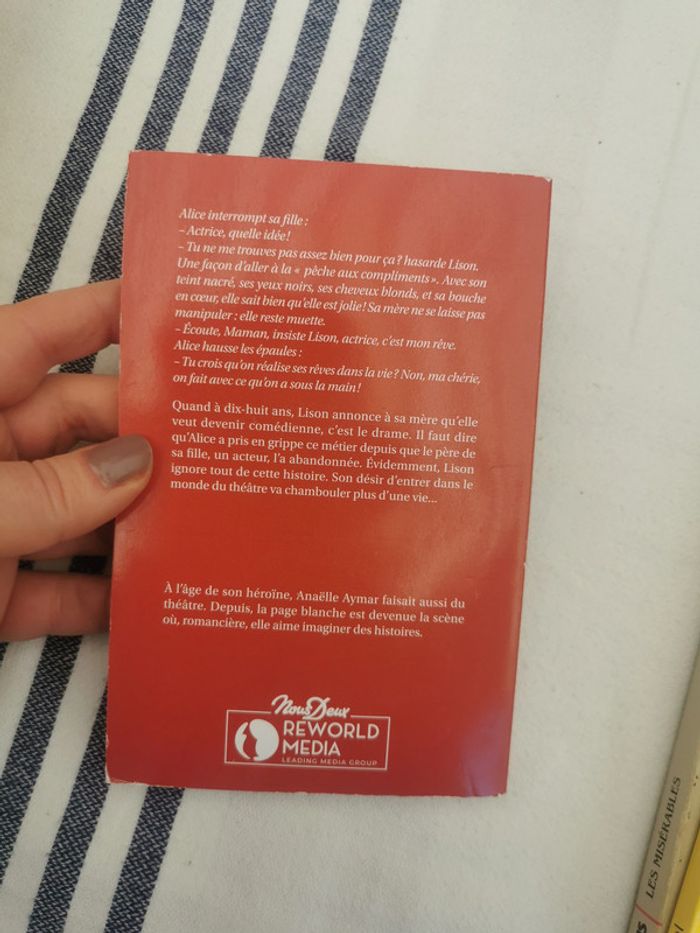 Alice interrompt sa fille :
– Actrice, quelle idée !
– Tu ne me trouves pas assez bien pour ça ? hasarde Lison.
Une façon d'aller à la « pêche aux compliments ». Avec son
teint nacré, ses yeux noirs, ses cheveux blonds, et sa bouche
en cœur, elle sait bien qu'elle est jolie ! Sa mère ne se laisse pas
manipuler : elle reste muette.
– Écoute, Maman, insiste Lison, actrice, c'est mon rêve.
Alice hausse les épaules :
– Tu crois qu'on réalise ses rêves dans la vie ? Non, ma chérie,
on fait avec ce qu'on a sous la main !
Quand à dix-huit ans, Lison annonce à sa mère qu'elle
veut devenir comédienne, c'est le drame. Il faut dire
qu'Alice a pris en grippe ce métier depuis que le père de
sa fille, un acteur, l'a abandonnée. Évidemment, Lison
ignore tout de cette histoire. Son désir d'entrer dans le
monde du théâtre va chambouler plus d'une vie...
À l'âge de son héroïne, Anaëlle Aymar faisait aussi du
théâtre. Depuis, la page blanche est devenue la scène
où, romancière, elle aime imaginer des histoires.
Nous Deux
REWORLD
MEDIA
LEADING MEDIA GROUP
LES MISÉRABLES